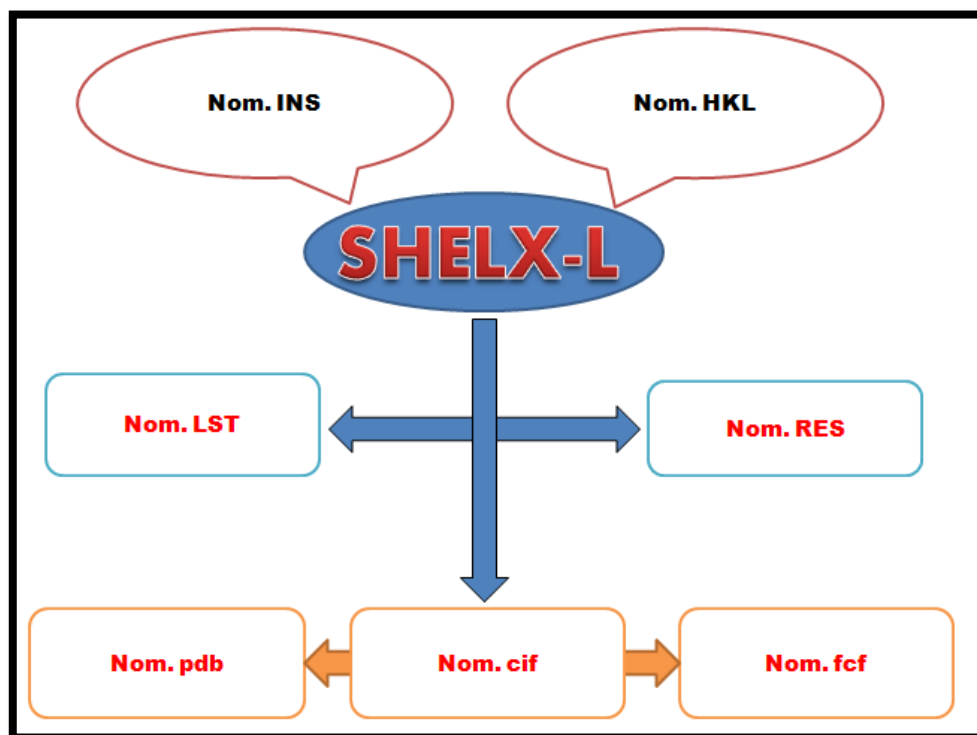 Nom. INS
Nom. HKL
SHELX-L
Nom. LST
Nom. RES
Nom. pdb
Nom. cif
Nom. fcf